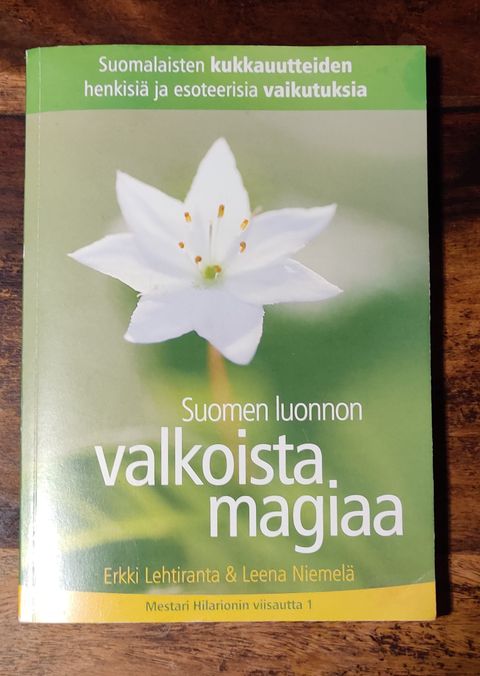 Suomalaisten kukkauutteiden
henkisiä ja esoteerisia vaikutuksia
Suomen luonnon
valkoista
magiaa
Erkki Lehtiranta & Leena Niemelä
Mestari Hilarionin viisautta 1